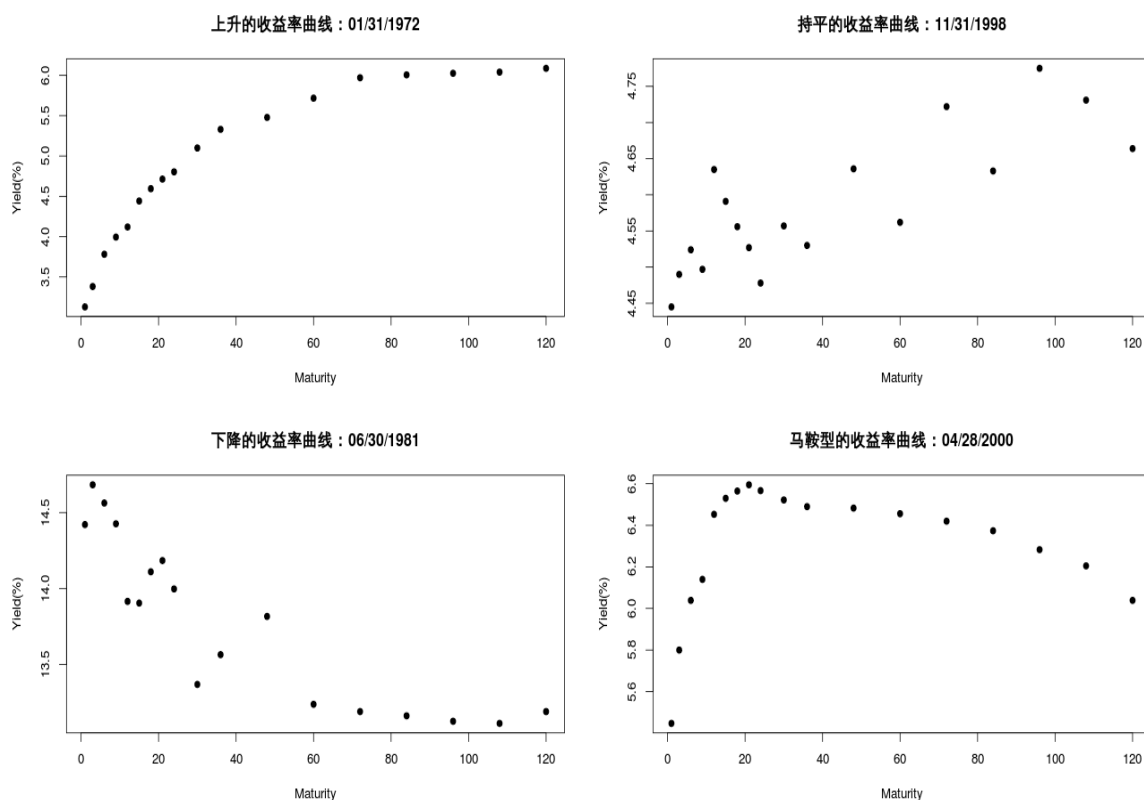 上升的收益率曲线：01/31/1972
Yield(%)
3.5
4.0
4.5
5.0
5.5
6.0
0 20 40 60 80 100 120
Maturity
持平的收益率曲线：11/31/1998
Yield(%)
4.45
4.55
4.65
4.75
0 20 40 60 80 100 120
Maturity
下降的收益率曲线：06/30/1981
Yield(%)
13.5
14.0
14.5
0 20 40 60 80 100 120
Maturity
马鞍型的收益率曲线：04/28/2000
Yield(%)
5.6
5.8
6.0
6.2
6.4
6.6
0 20 40 60 80 100 120
Maturity